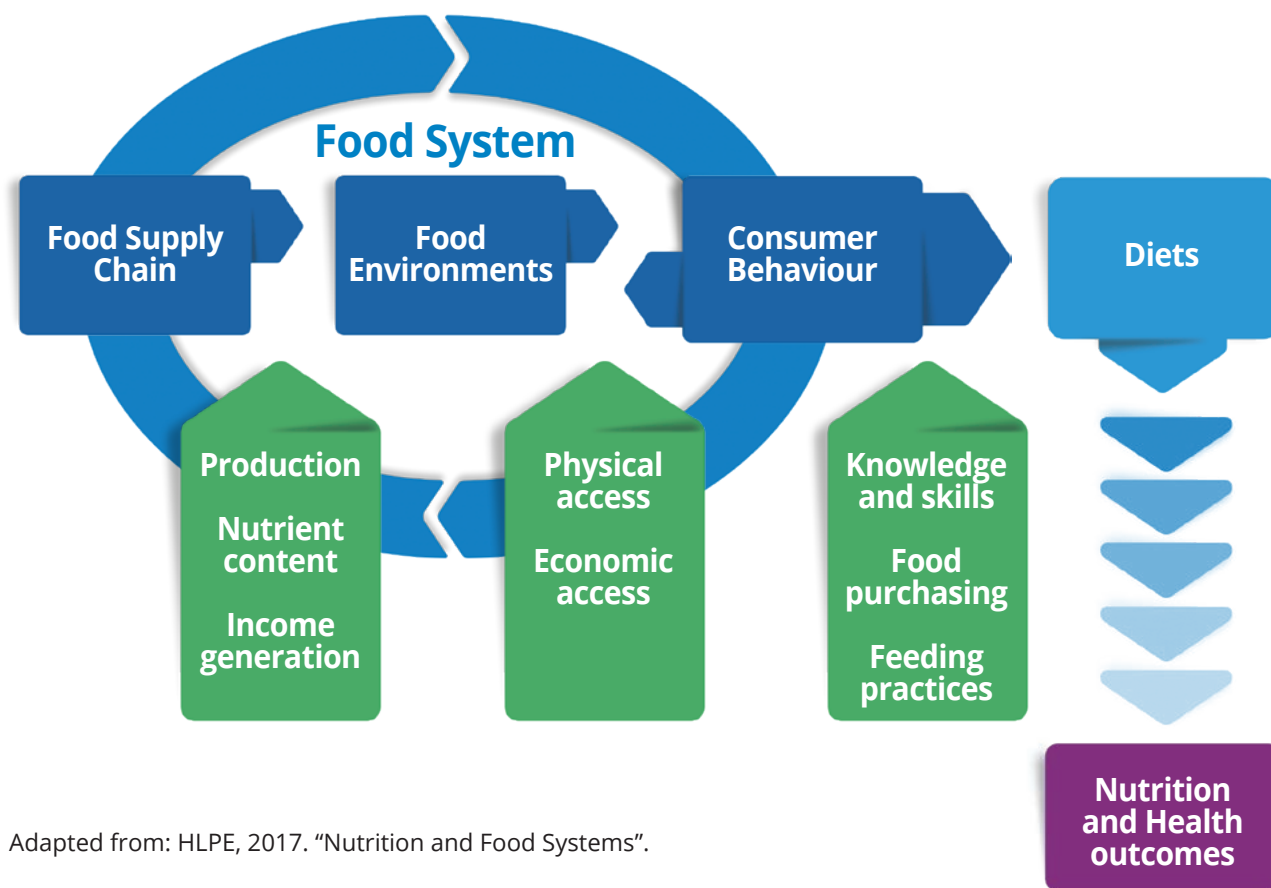 Food System
Food Supply
Chain
Food
Environments
Consumer
Behaviour
Diets
Production
Nutrient
content
Income
generation
Physical
access
Economic
access
Knowledge
and skills
Food
purchasing
Feeding
practices
Nutrition
and Health
outcomes
Adapted from: HLPE, 2017. “Nutrition and Food Systems”.